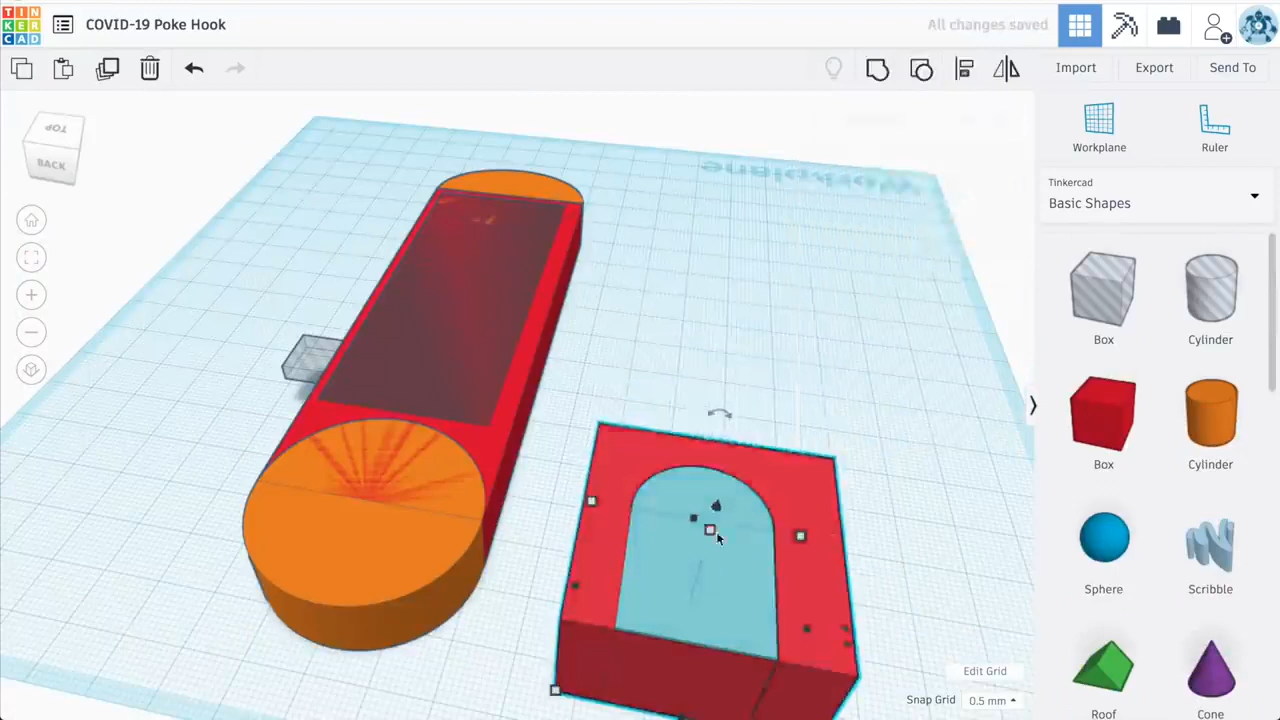 TIN
KER
CAD
COVID-19 Poke Hook
All changes saved
Import
Export
Send To
TOP
BACK
Workplane
Workplane
Ruler
Tinkercad
Basic Shapes
Box
Cylinder
Box
Cylinder
Sphere
Scribble
Roof
Cone
Edit Grid
Snap Grid
0.5 mm